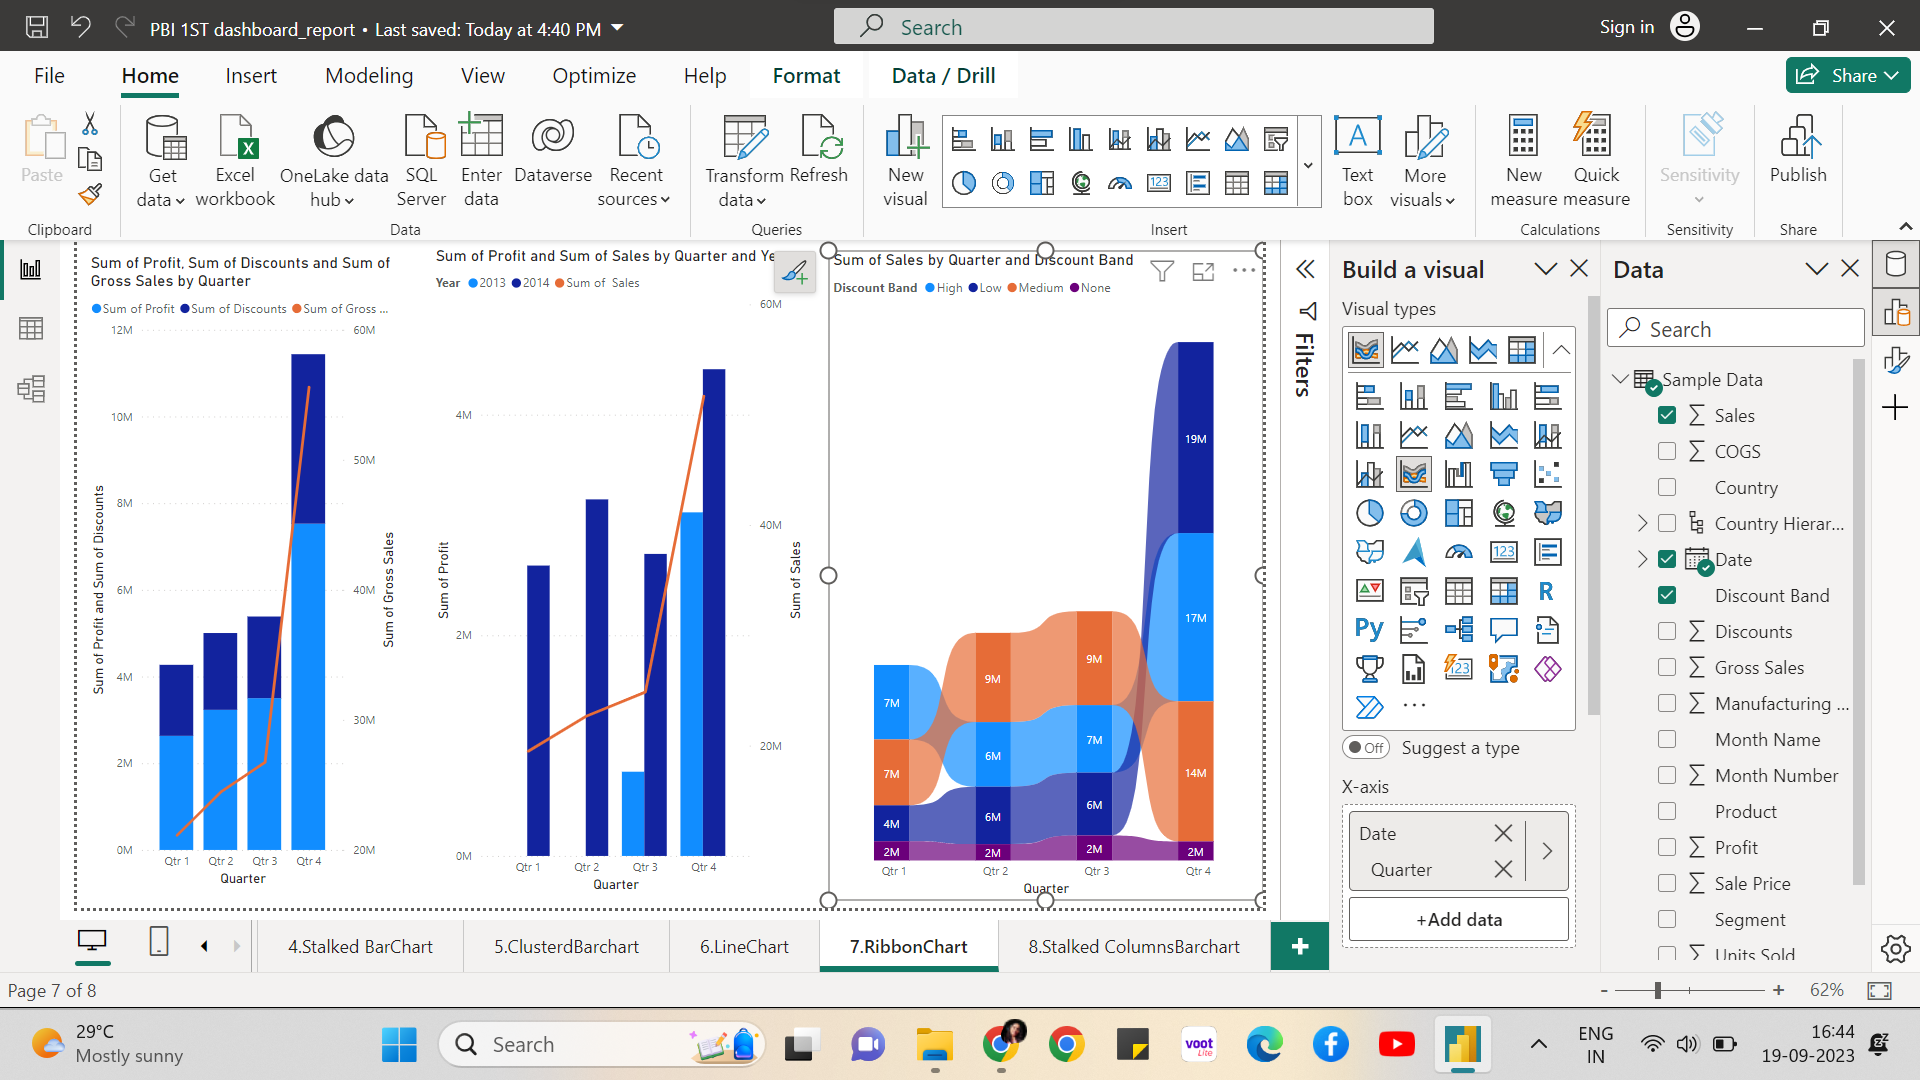 PBI 1ST dashboard_report • Last saved: Today at 4:40 PM
Search
Sign in
File Home Insert Modeling View Optimize Help Format Data / Drill
Share
Paste
Get data
Excel workbook
OneLake data hub
SQL Server
Enter data
Dataverse
Recent sources
Transform data
Refresh
New visual
Text box
More visuals
New measure
Quick measure
Sensitivity
Publish
Clipboard Data Queries Insert Calculations Sensitivity Share
Sum of Profit, Sum of Discounts and Sum of
Gross Sales by Quarter
Sum of Profit Sum of Discounts Sum of Gross ...
12M
10M
8M
6M
4M
2M
0M
60M
50M
40M
30M
20M
Sum of Profit and Sum of Discounts
Sum of Gross Sales
Qtr 1 Qtr 2 Qtr 3 Qtr 4
Quarter
Sum of Profit and Sum of Sales by Quarter and Ye
Year 2013 2014 Sum of Sales
4M
2M
0M
60M
40M
20M
Sum of Profit
Sum of Sales
Qtr 1 Qtr 2 Qtr 3 Qtr 4
Quarter
Sum of Sales by Quarter and Discount Band
Discount Band High Low Medium None
7M
7M
4M
2M
9M
6M
6M
2M
9M
7M
6M
2M
19M
17M
14M
2M
Qtr 1 Qtr 2 Qtr 3 Qtr 4
Quarter
Filters
Build a visual
Visual types
123
R
Py
123
Off Suggest a type
X-axis
Date
Quarter
+Add data
Data
Search
Sample Data
Sales
COGS
Country
Country Hierar...
Date
Discount Band
Discounts
Gross Sales
Manufacturing ...
Month Name
Month Number
Product
Profit
Sale Price
Segment
Units Sold
4.Stalked BarChart 5.ClusterdBarchart 6.LineChart 7.RibbonChart 8.Stalked ColumnsBarchart
Page 7 of 8
62%
29°C
Mostly sunny
Search
voot
Lite
ENG
IN
16:44
19-09-2023